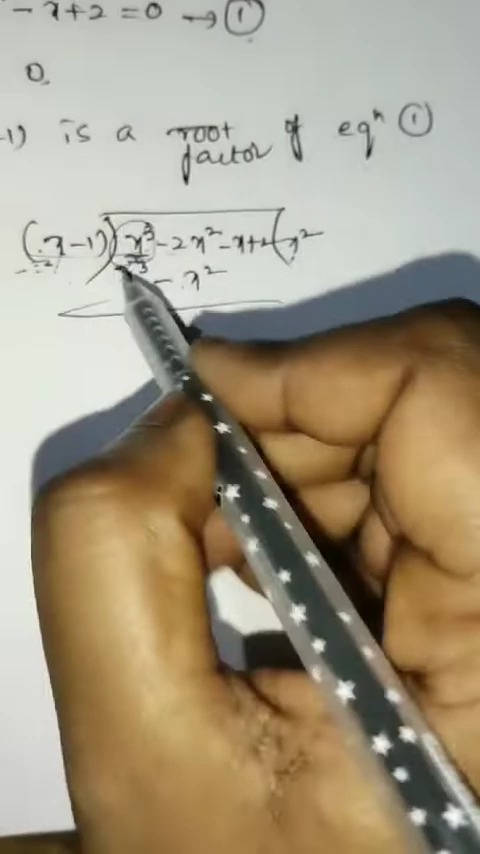 - x + 2 = 0 → ①
0
-1) is a root of eqⁿ ①
factor
(x-1) ) x³ - 2x² - x + 2 ( x²
x³ - x²